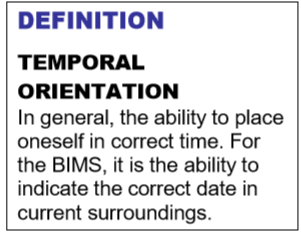 DEFINITION
TEMPORAL
ORIENTATION
In general, the ability to place
oneself in correct time. For
the BIMS, it is the ability to
indicate the correct date in
current surroundings.